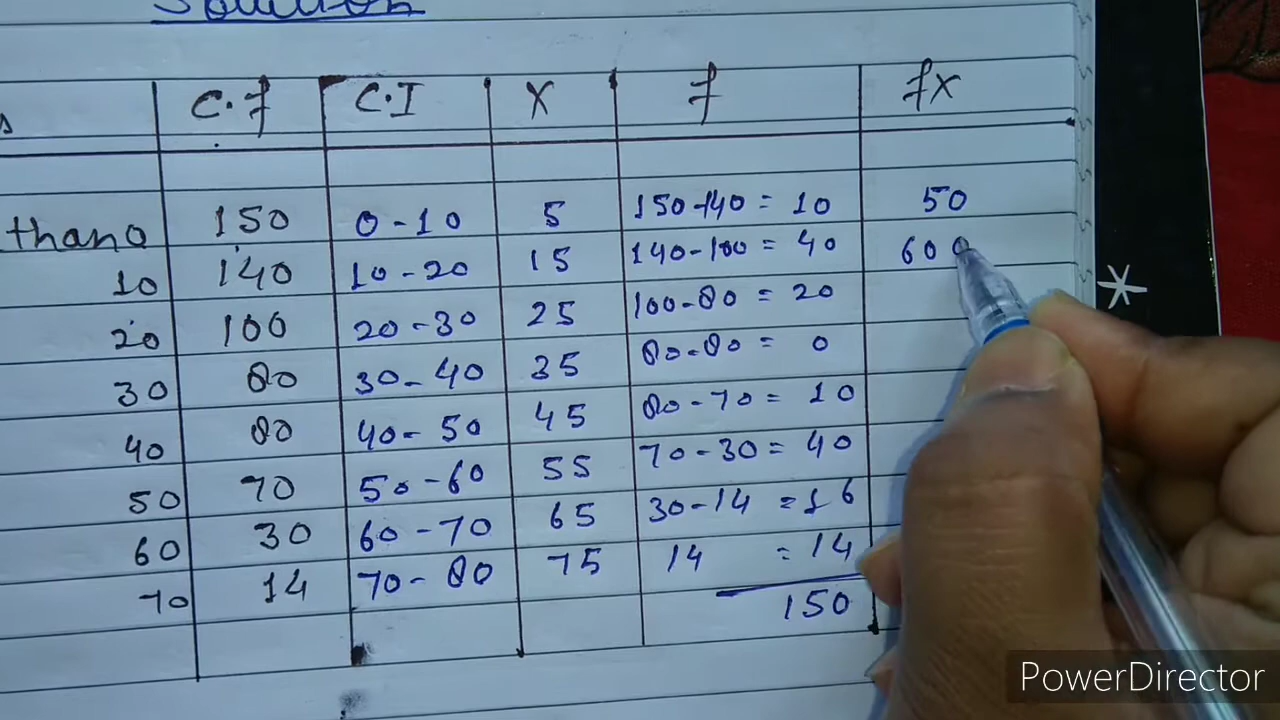 Solution
s C.f C.I X f fx
thano 150 0-10 5 150-140 = 10 50
10 140 10-20 15 140-100 = 40 600
20 100 20-30 25 100-80 = 20
30 80 30-40 35 80-80 = 0
40 80 40-50 45 80-70 = 10
50 70 50-60 55 70-30 = 40
60 30 60-70 65 30-14 = 16
70 14 70-80 75 14 = 14
150
PowerDirector